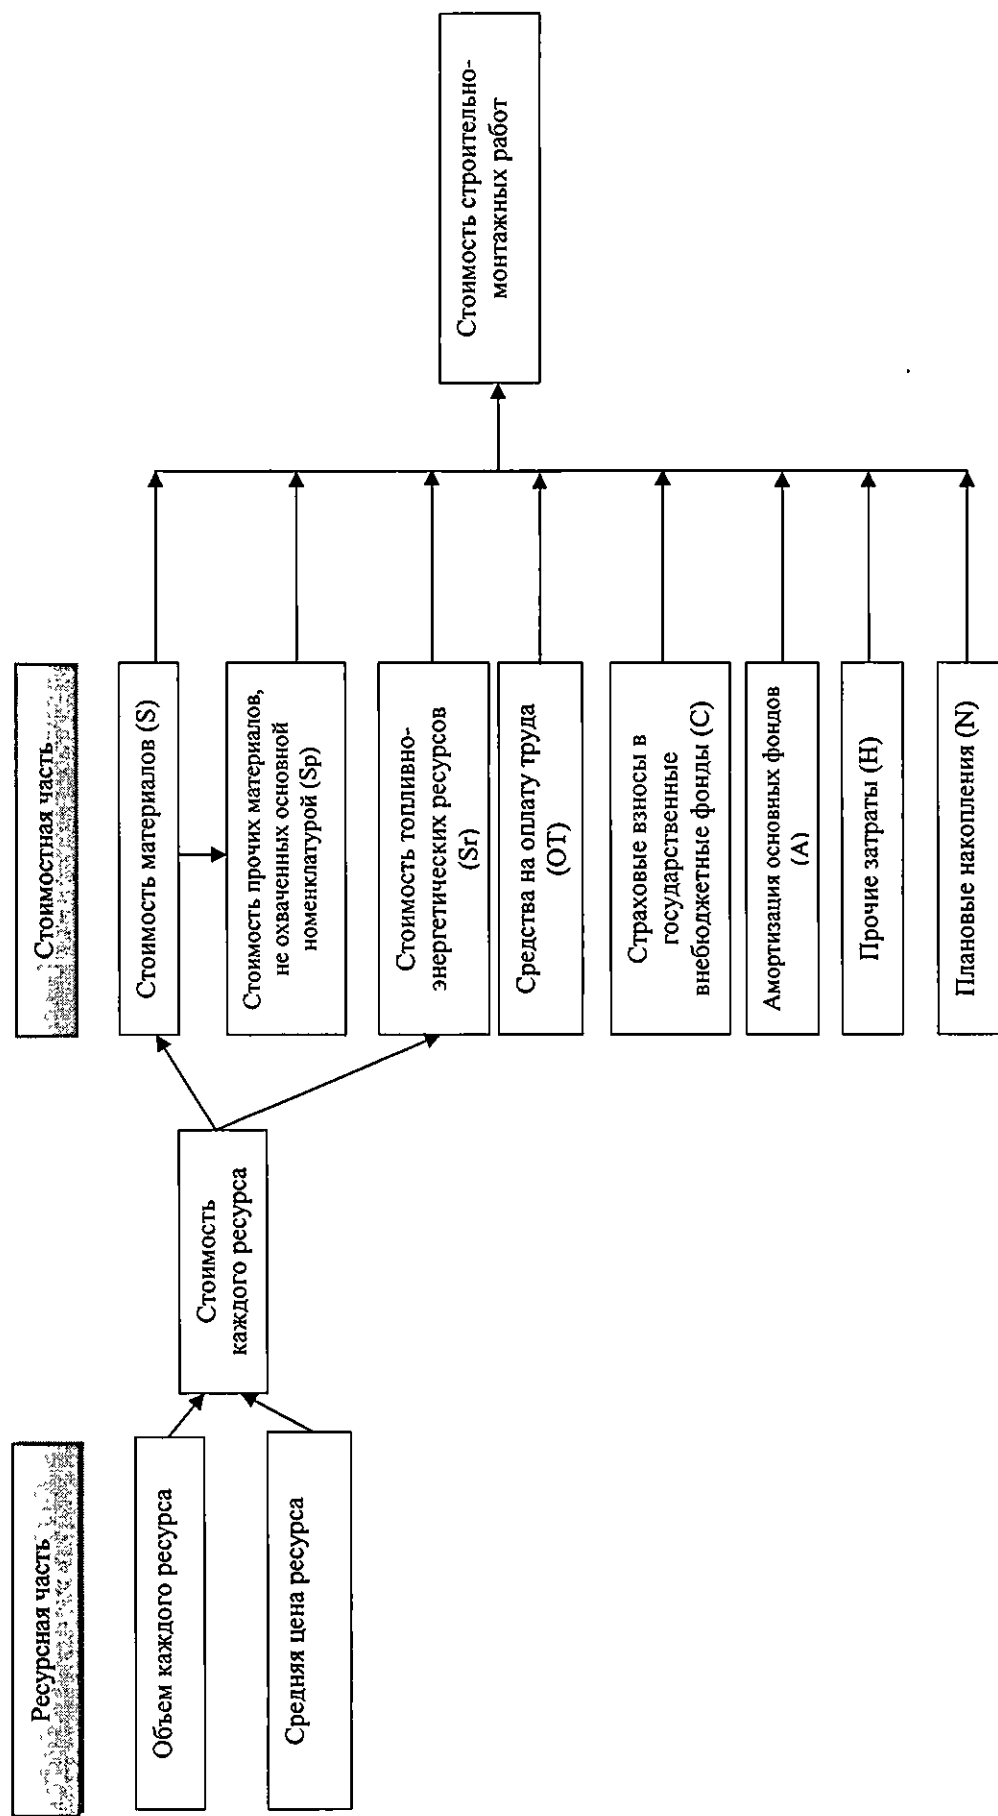 Ресурсная часть
Объем каждого ресурса
Средняя цена ресурса
Стоимость
каждого ресурса
Стоимостная часть
Стоимость материалов (S)
Стоимость прочих материалов,
не охваченных основной
номенклатурой (Sp)
Стоимость топливно-
энергетических ресурсов
(Sr)
Средства на оплату труда
(ОТ)
Страховые взносы в
государственные
внебюджетные фонды (С)
Амортизация основных фондов
(А)
Прочие затраты (Н)
Плановые накопления (N)
Стоимость строительно-
монтажных работ